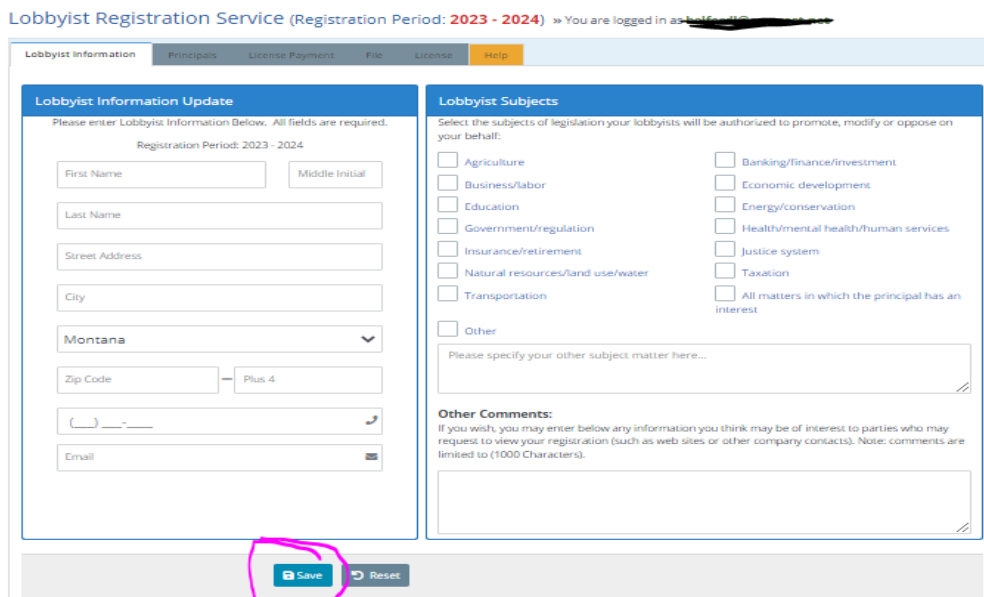 Lobbyist Registration Service (Registration Period: 2023 - 2024) » You are logged in as
Lobbyist Information Principals License Payment File License Help
Lobbyist Information Update
Please enter Lobbyist Information Below. All fields are required.
Registration Period: 2023 - 2024
First Name Middle Initial
Last Name
Street Address
City
Montana
Zip Code — Plus 4
(___) ___-____
Email
Lobbyist Subjects
Select the subjects of legislation your lobbyists will be authorized to promote, modify or oppose on
your behalf:
Agriculture Banking/finance/investment
Business/labor Economic development
Education Energy/conservation
Government/regulation Health/mental health/human services
Insurance/retirement Justice system
Natural resources/land use/water Taxation
Transportation All matters in which the principal has an
interest
Other
Please specify your other subject matter here...
Other Comments:
If you wish, you may enter below any information you think may be of interest to parties who may
request to view your registration (such as web sites or other company contacts). Note: comments are
limited to (1000 Characters).
Save Reset